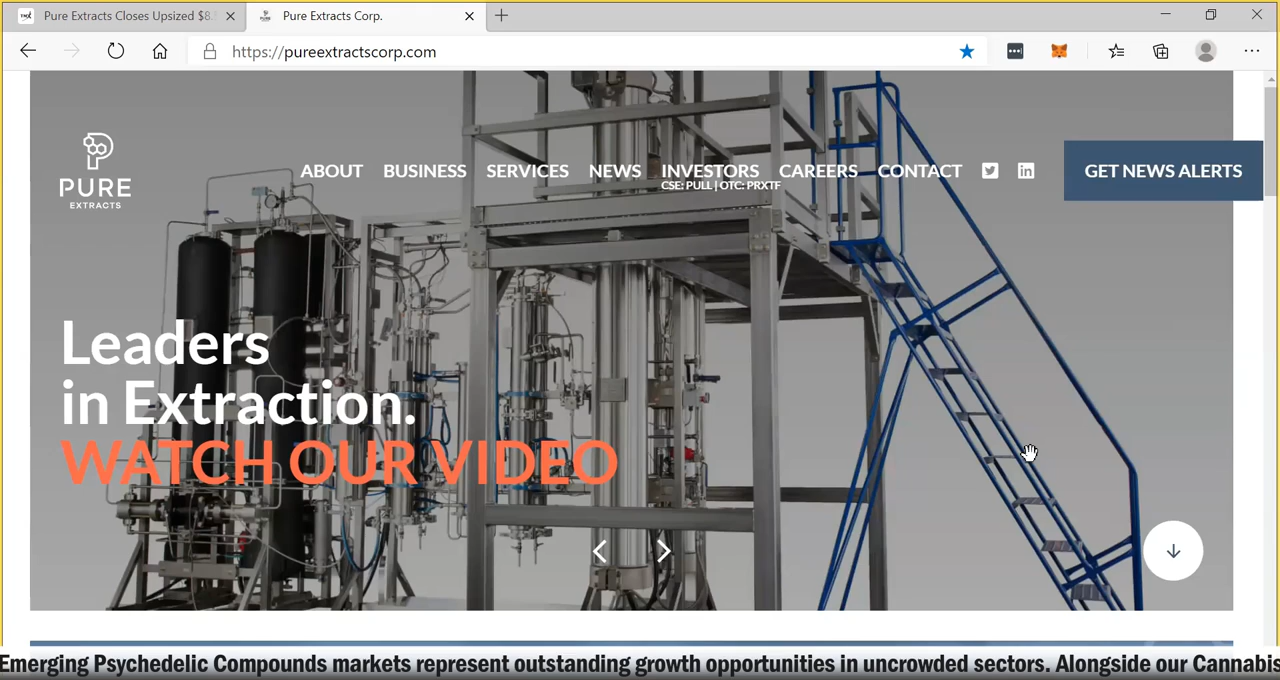 Pure Extracts Closes Upsized $8.
Pure Extracts Corp.
https://pureextractscorp.com
PURE
EXTRACTS
ABOUT BUSINESS SERVICES NEWS INVESTORS CAREERS CONTACT
CSE: PULL | OTC: PRXTF
GET NEWS ALERTS
Leaders
in Extraction.
WATCH OUR VIDEO
Emerging Psychedelic Compounds markets represent outstanding growth opportunities in uncrowded sectors. Alongside our Cannabis